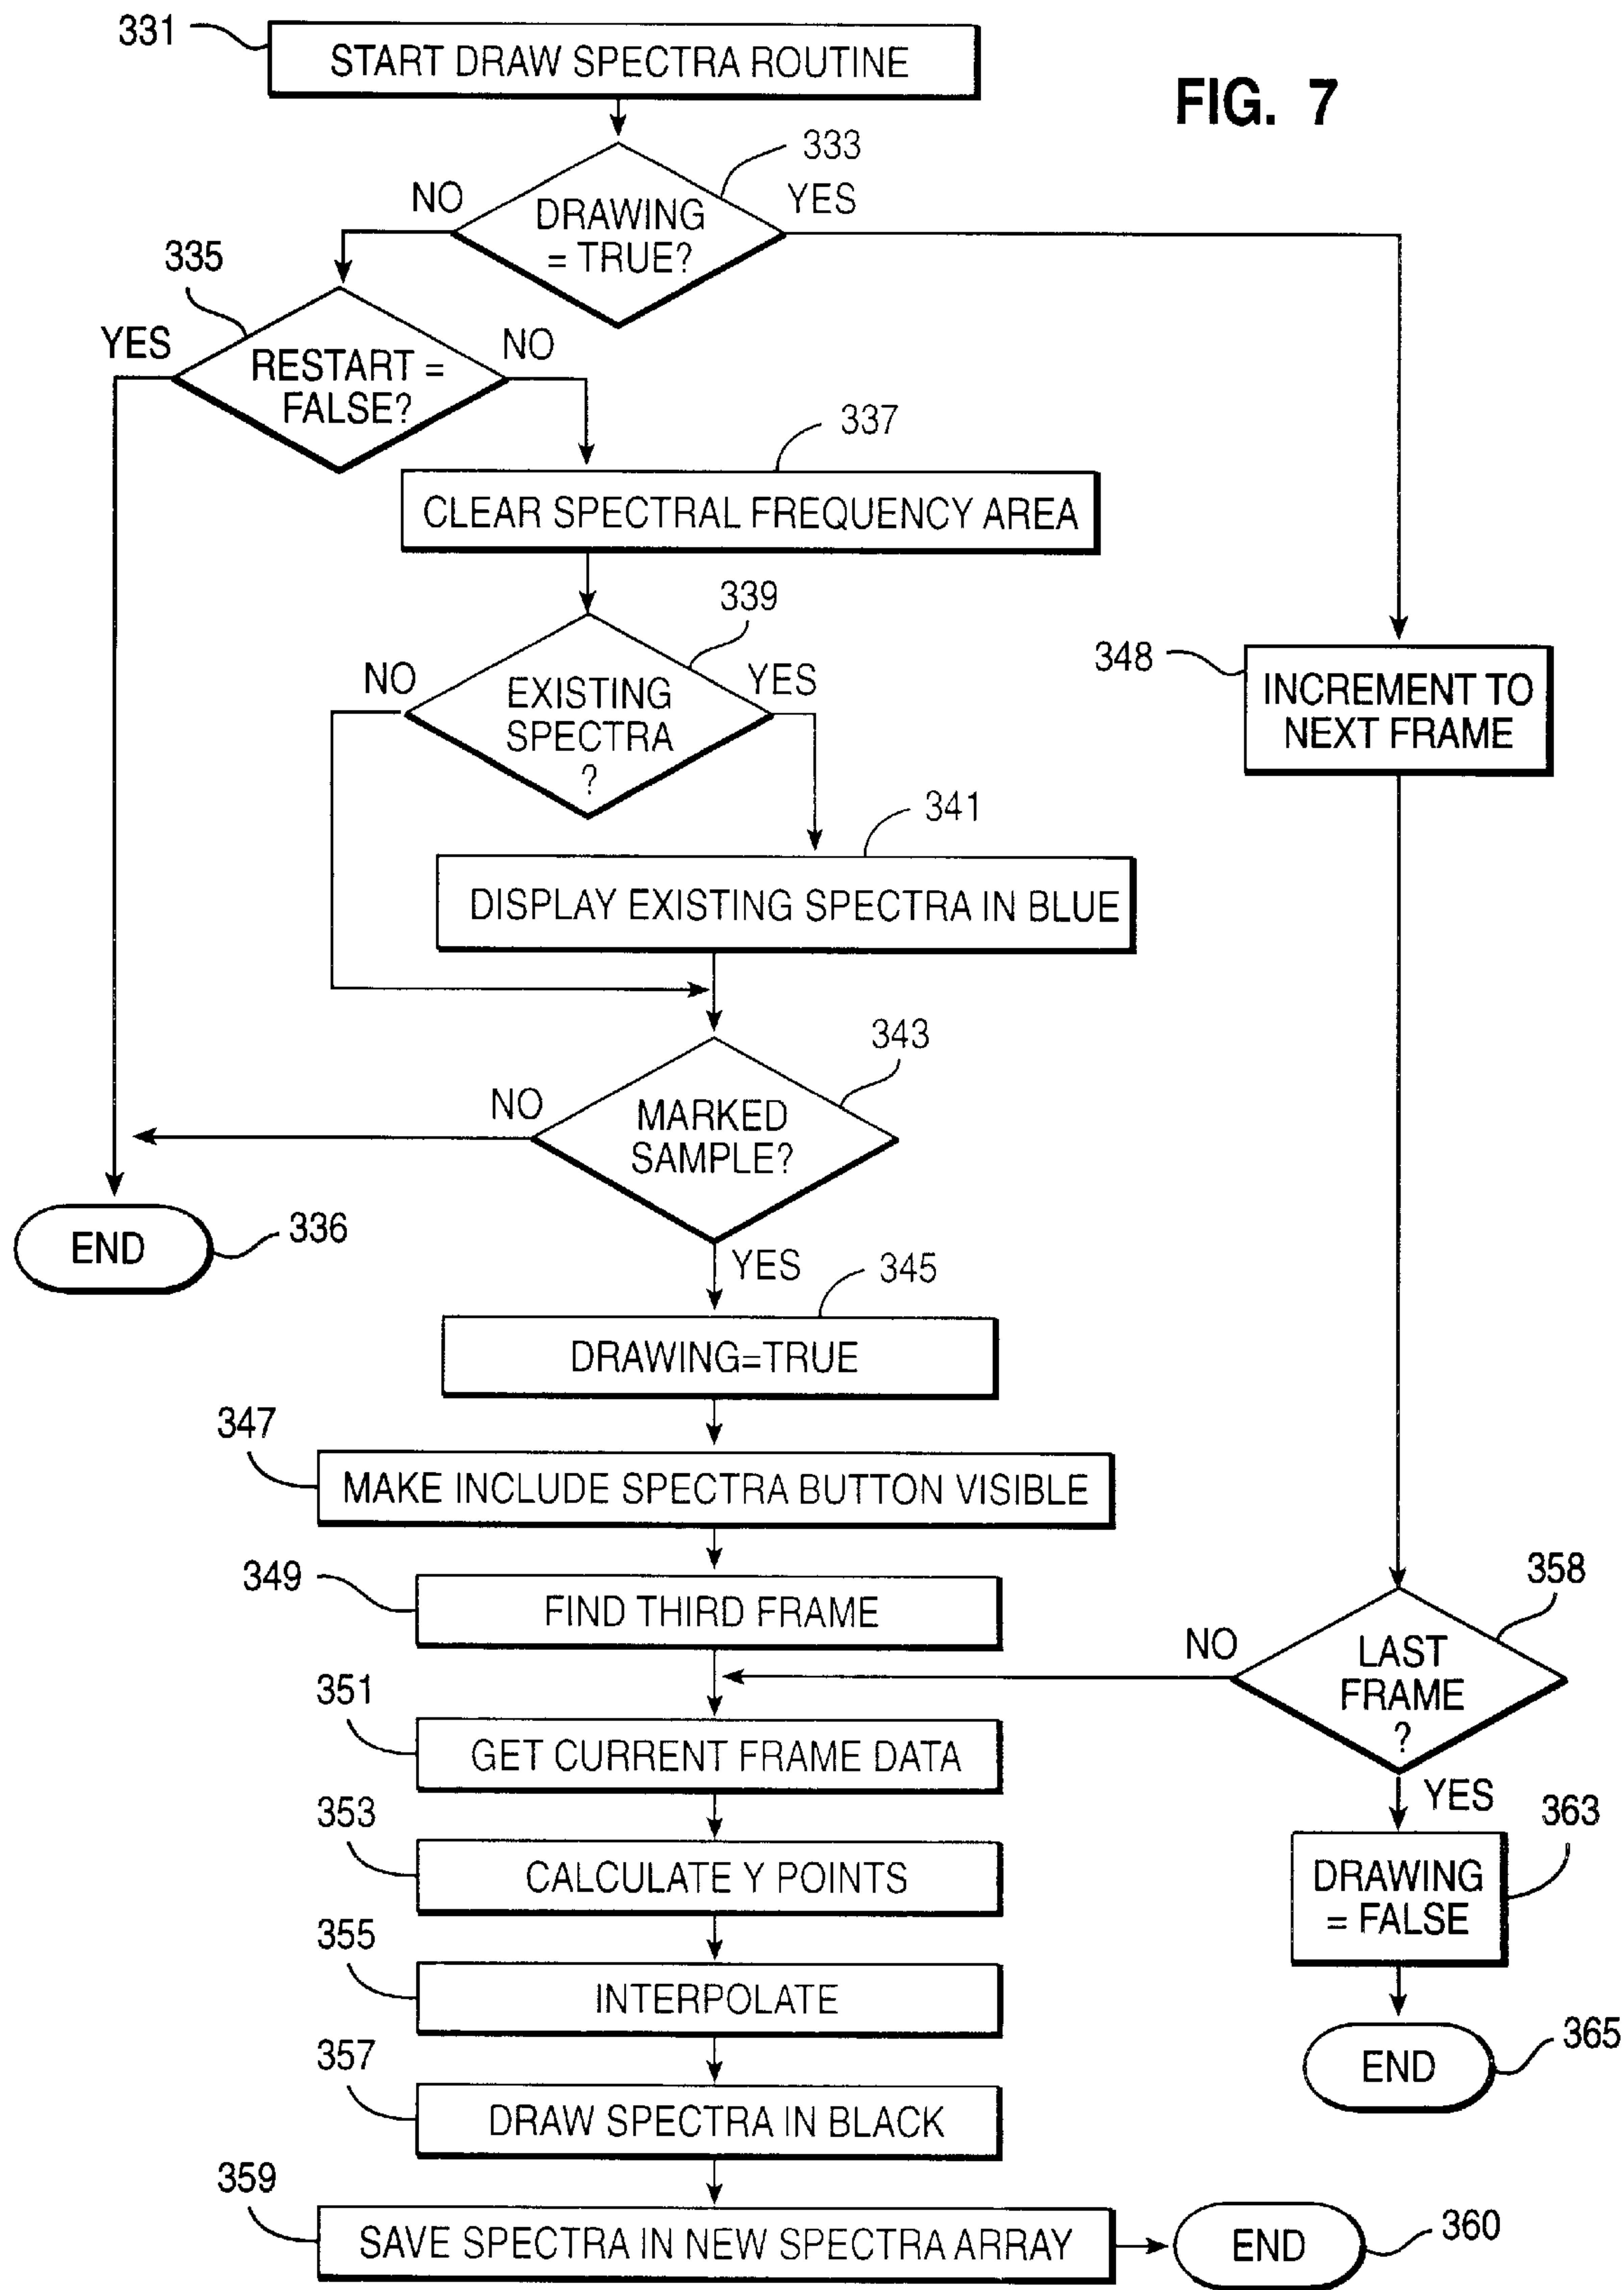 331
START DRAW SPECTRA ROUTINE
FIG. 7
333
NO
DRAWING
= TRUE?
YES
335
YES
RESTART =
FALSE?
NO
337
CLEAR SPECTRAL FREQUENCY AREA
339
NO
EXISTING
SPECTRA
?
YES
348
INCREMENT TO
NEXT FRAME
341
DISPLAY EXISTING SPECTRA IN BLUE
343
NO
MARKED
SAMPLE?
END
336
YES
345
DRAWING=TRUE
347
MAKE INCLUDE SPECTRA BUTTON VISIBLE
349
FIND THIRD FRAME
358
NO
LAST
FRAME
?
351
GET CURRENT FRAME DATA
YES
363
353
CALCULATE Y POINTS
DRAWING
= FALSE
355
INTERPOLATE
365
END
357
DRAW SPECTRA IN BLACK
359
SAVE SPECTRA IN NEW SPECTRA ARRAY
END
360